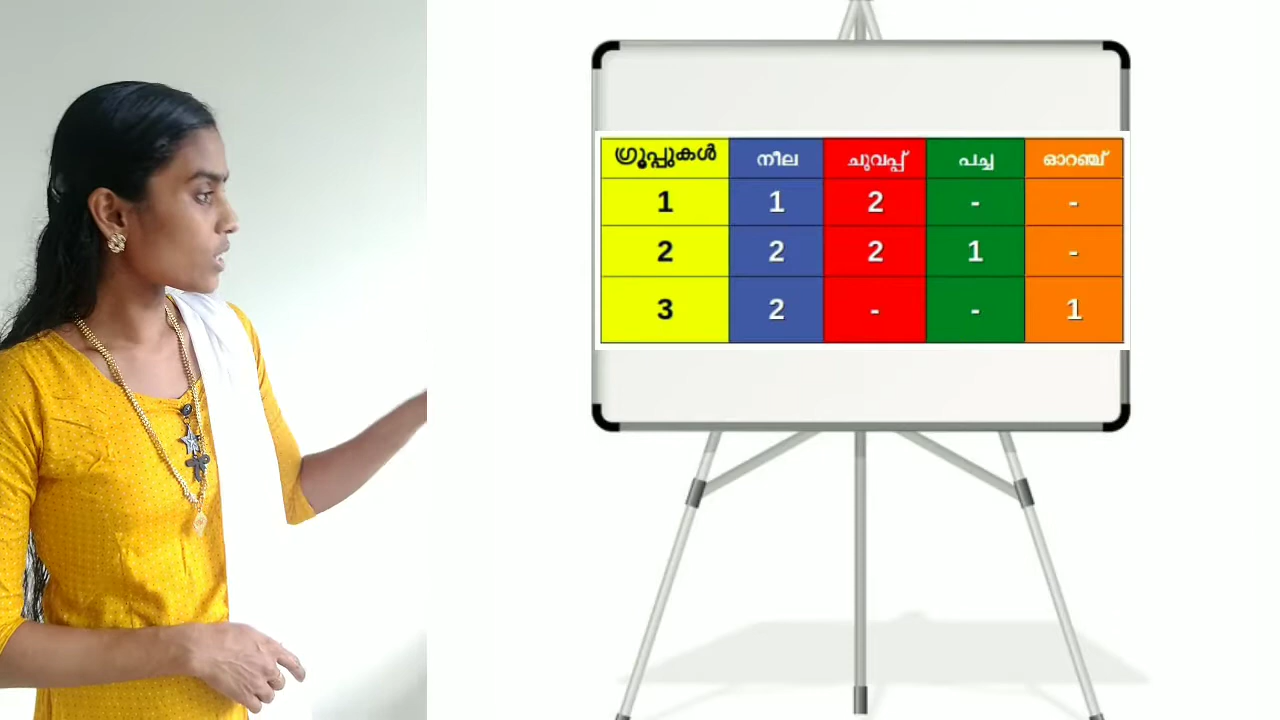 ഗ്രൂപ്പുകൾ നീല ചുവപ്പ് പച്ച ഓറഞ്ച്
1 1 2 - -
2 2 2 1 -
3 2 - - 1